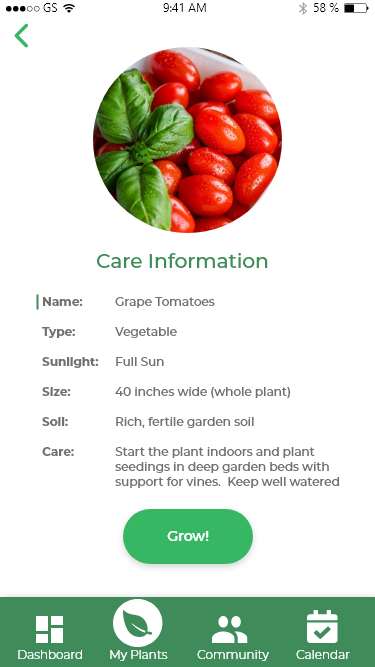 GS 9:41 AM 58 %
Care Information
Name: Grape Tomatoes
Type: Vegetable
Sunlight: Full Sun
Size: 40 inches wide (whole plant)
Soil: Rich, fertile garden soil
Care: Start the plant indoors and plant
seedings in deep garden beds with
support for vines. Keep well watered
Grow!
Dashboard My Plants Community Calendar